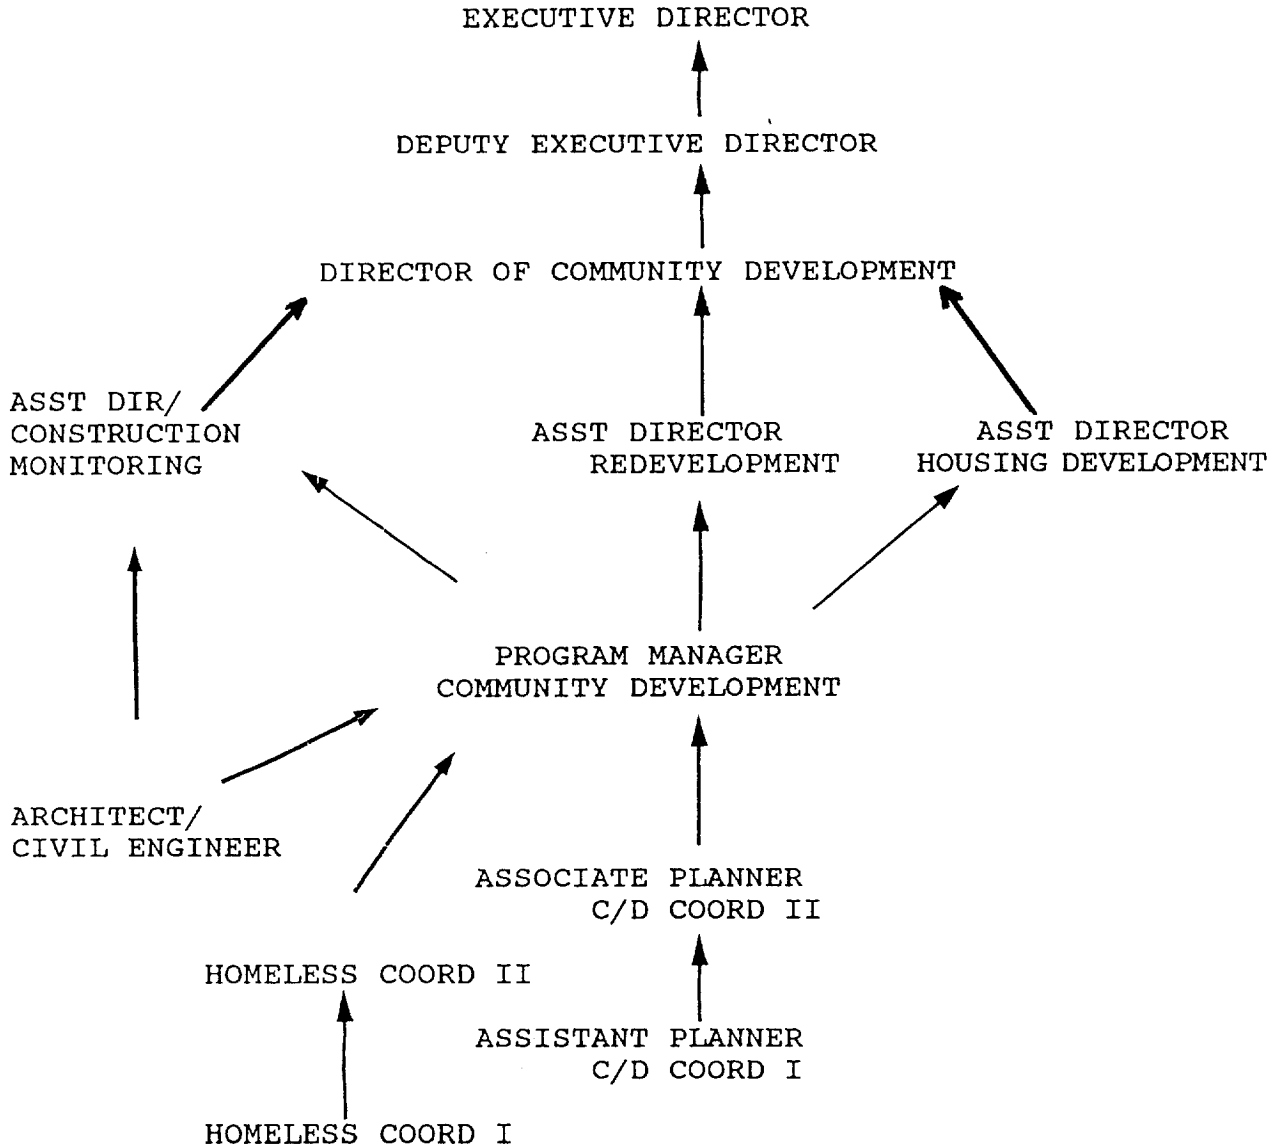 EXECUTIVE DIRECTOR
DEPUTY EXECUTIVE DIRECTOR
DIRECTOR OF COMMUNITY DEVELOPMENT
ASST DIR/
CONSTRUCTION
MONITORING
ASST DIRECTOR
REDEVELOPMENT
ASST DIRECTOR
HOUSING DEVELOPMENT
PROGRAM MANAGER
COMMUNITY DEVELOPMENT
ARCHITECT/
CIVIL ENGINEER
ASSOCIATE PLANNER
C/D COORD II
HOMELESS COORD II
ASSISTANT PLANNER
C/D COORD I
HOMELESS COORD I